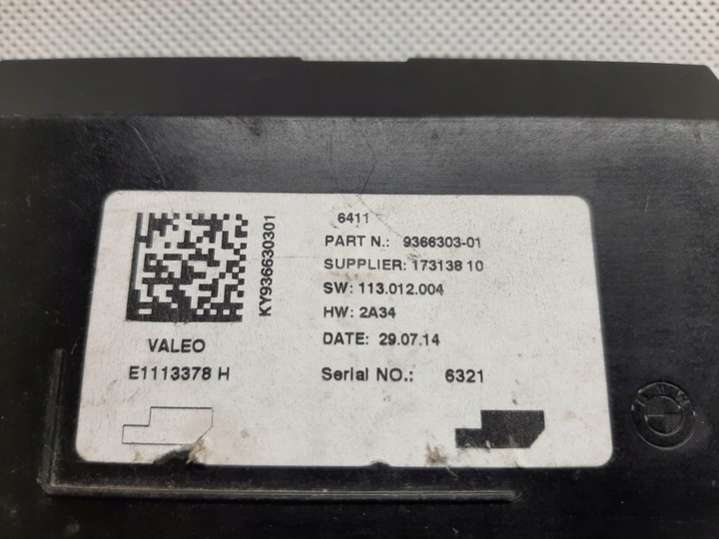 6411
PART N.: 9366303-01
SUPPLIER: 173138 10
SW: 113.012.004
HW: 2A34
DATE: 29.07.14
Serial NO.: 6321
KY936630301
VALEO
E1113378 H
BMW